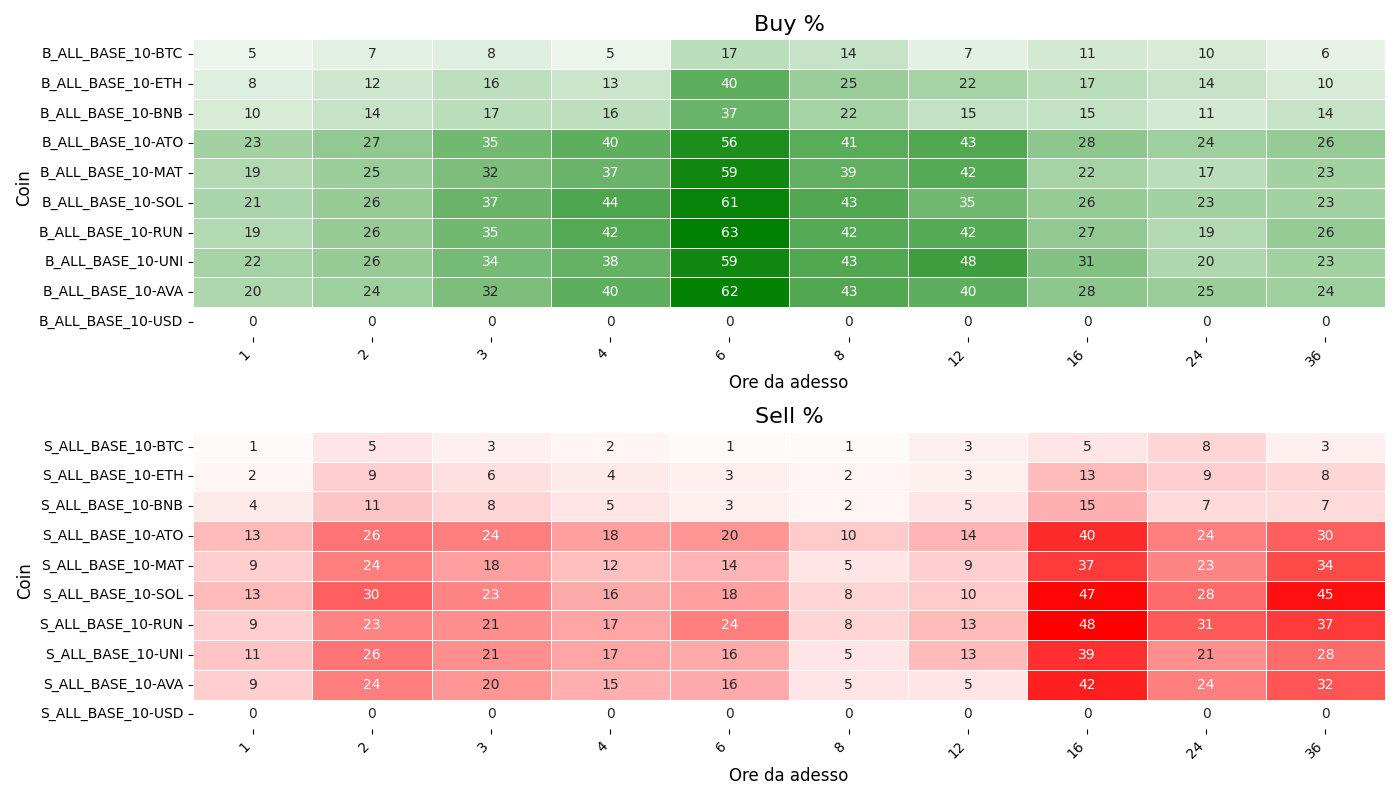 Buy %
Coin
B_ALL_BASE_10-BTC 5 7 8 5 17 14 7 11 10 6
B_ALL_BASE_10-ETH 8 12 16 13 40 25 22 17 14 10
B_ALL_BASE_10-BNB 10 14 17 16 37 22 15 15 11 14
B_ALL_BASE_10-ATO 23 27 35 40 56 41 43 28 24 26
B_ALL_BASE_10-MAT 19 25 32 37 59 39 42 22 17 23
B_ALL_BASE_10-SOL 21 26 37 44 61 43 35 26 23 23
B_ALL_BASE_10-RUN 19 26 35 42 63 42 42 27 19 26
B_ALL_BASE_10-UNI 22 26 34 38 59 43 48 31 20 23
B_ALL_BASE_10-AVA 20 24 32 40 62 43 40 28 25 24
B_ALL_BASE_10-USD 0 0 0 0 0 0 0 0 0 0
1 2 3 4 6 8 12 16 24 36
Ore da adesso
Sell %
Coin
S_ALL_BASE_10-BTC 1 5 3 2 1 1 3 5 8 3
S_ALL_BASE_10-ETH 2 9 6 4 3 2 3 13 9 8
S_ALL_BASE_10-BNB 4 11 8 5 3 2 5 15 7 7
S_ALL_BASE_10-ATO 13 26 24 18 20 10 14 40 24 30
S_ALL_BASE_10-MAT 9 24 18 12 14 5 9 37 23 34
S_ALL_BASE_10-SOL 13 30 23 16 18 8 10 47 28 45
S_ALL_BASE_10-RUN 9 23 21 17 24 8 13 48 31 37
S_ALL_BASE_10-UNI 11 26 21 17 16 5 13 39 21 28
S_ALL_BASE_10-AVA 9 24 20 15 16 5 5 42 24 32
S_ALL_BASE_10-USD 0 0 0 0 0 0 0 0 0 0
1 2 3 4 6 8 12 16 24 36
Ore da adesso